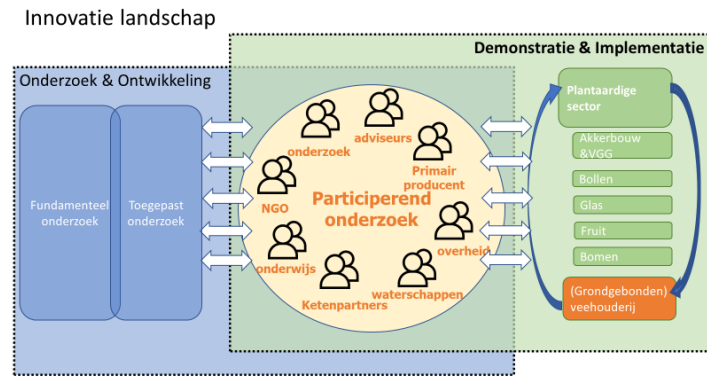 Innovatie landschap
Demonstratie & Implementatie
Onderzoek & Ontwikkeling
Fundamenteel
onderzoek
Toegepast
onderzoek
onderzoek
adviseurs
Primair
producent
NGO
Participerend
onderzoek
overheid
onderwijs
waterschappen
Ketenpartners
Plantaardige
sector
Akkerbouw
&VGG
Bollen
Glas
Fruit
Bomen
(Grondgebonden)
veehouderij